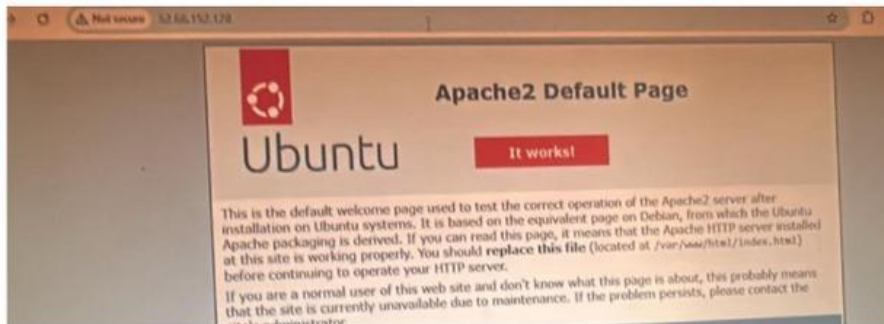 Not secure
Apache2 Default Page
Ubuntu
It works!
This is the default welcome page used to test the correct operation of the Apache2 server after
installation on Ubuntu systems. It is based on the equivalent page on Debian, from which the Ubuntu
Apache packaging is derived. If you can read this page, it means that the Apache HTTP server installed
at this site is working properly. You should replace this file (located at /var/www/html/index.html)
before continuing to operate your HTTP server.
If you are a normal user of this web site and don't know what this page is about, this probably means
that the site is currently unavailable due to maintenance. If the problem persists, please contact the